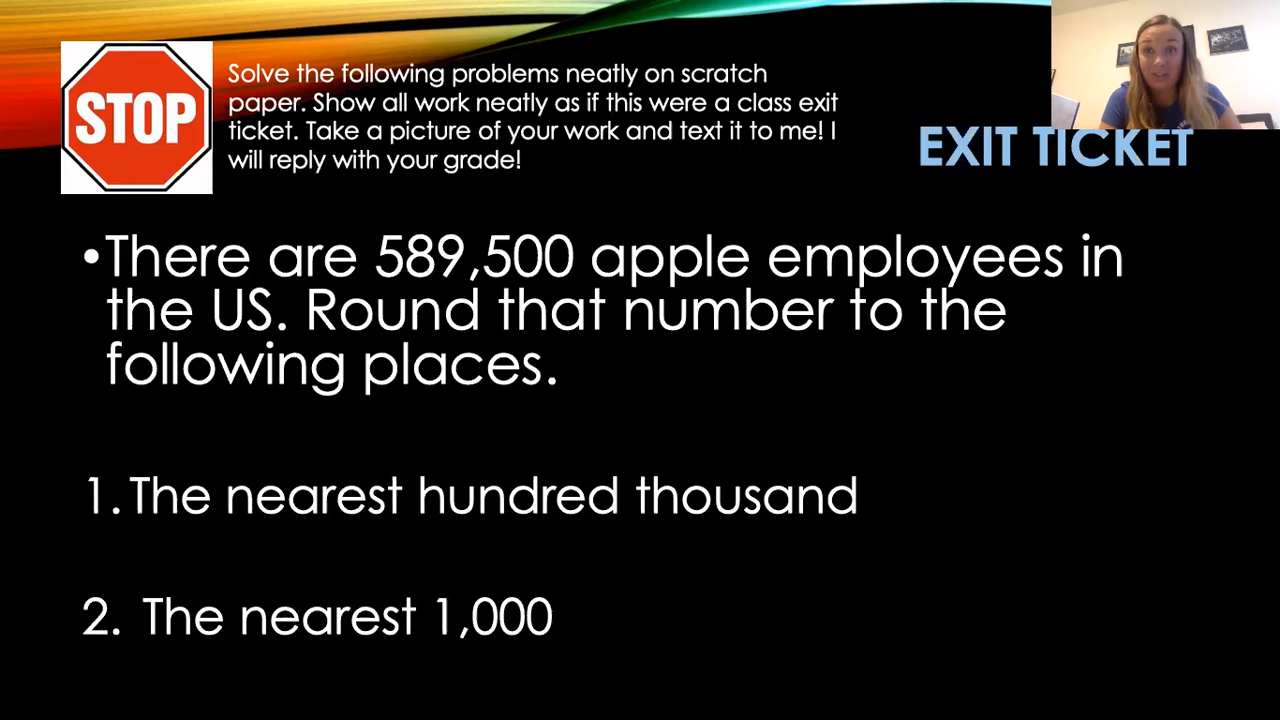 STOP
Solve the following problems neatly on scratch
paper. Show all work neatly as if this were a class exit
ticket. Take a picture of your work and text it to me! I
will reply with your grade!
EXIT TICKET
•There are 589,500 apple employees in
the US. Round that number to the
following places.
1. The nearest hundred thousand
2. The nearest 1,000